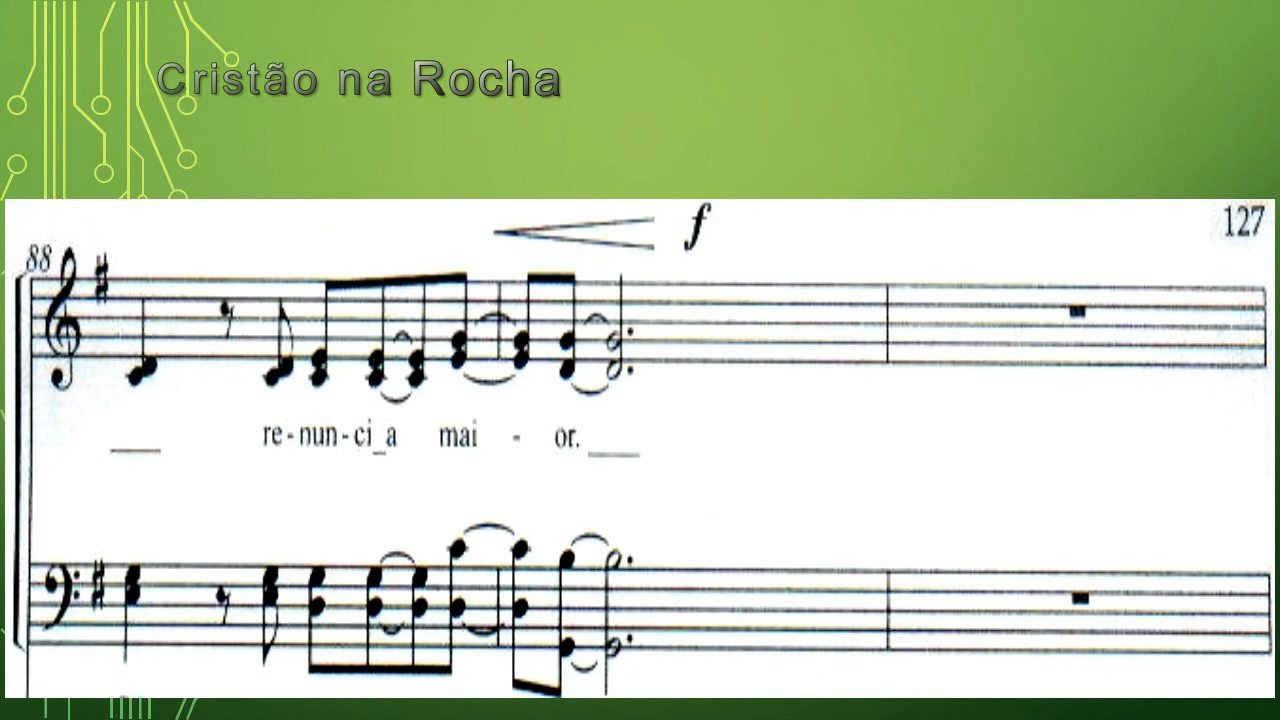 Cristão na Rocha
f
127
88
re-nun-ci_a mai - or.